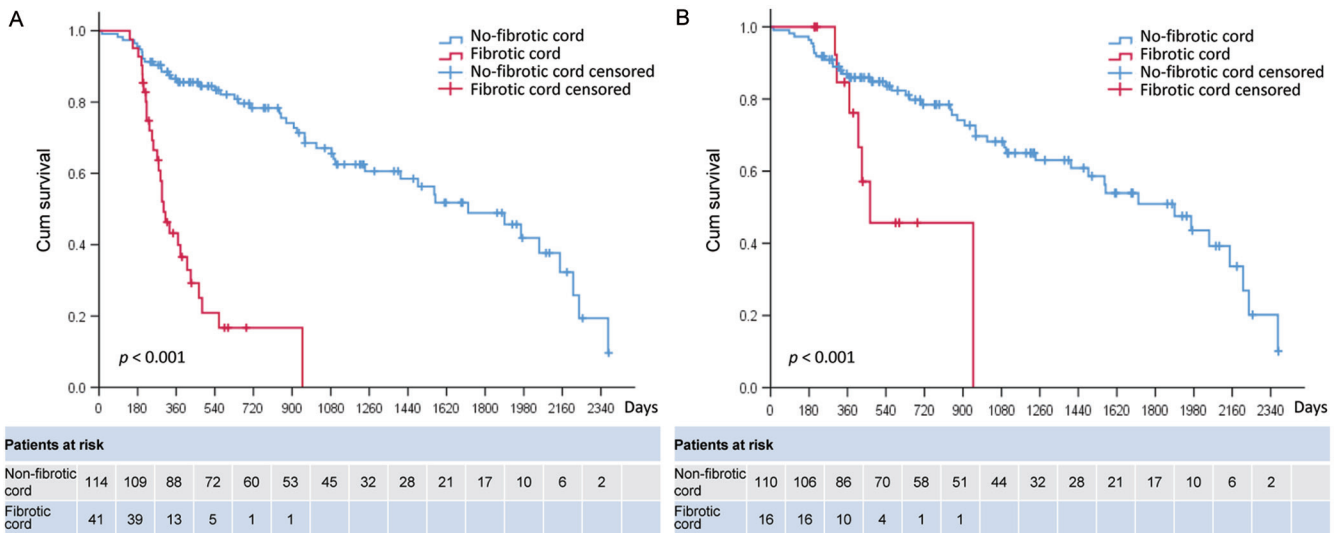 A
No-fibrotic cord
Fibrotic cord
No-fibrotic cord censored
Fibrotic cord censored
Cum survival
1.0
0.8
0.6
0.4
0.2
0.0
p < 0.001
0 180 360 540 720 900 1080 1260 1440 1620 1800 1980 2160 2340 Days
Patients at risk
Non-fibrotic
cord
114 109 88 72 60 53 45 32 28 21 17 10 6 2
Fibrotic
cord
41 39 13 5 1 1
B
No-fibrotic cord
Fibrotic cord
No-fibrotic cord censored
Fibrotic cord censored
Cum survival
1.0
0.8
0.6
0.4
0.2
0.0
p < 0.001
0 180 360 540 720 900 1080 1260 1440 1620 1800 1980 2160 2340 Days
Patients at risk
Non-fibrotic
cord
110 106 86 70 58 51 44 32 28 21 17 10 6 2
Fibrotic
cord
16 16 10 4 1 1